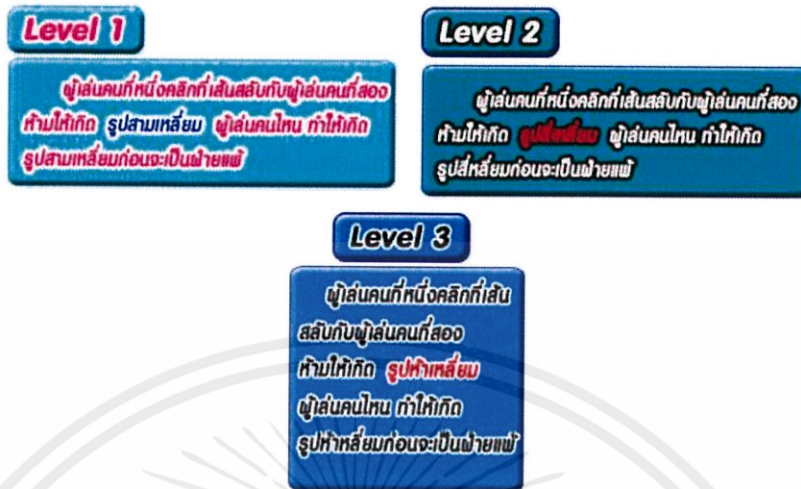 Level 1
ผู้เล่นคนที่หนึ่งคลิกที่เส้นสลับกับผู้เล่นคนที่สอง
ห้ามให้เกิด รูปสามเหลี่ยม ผู้เล่นคนไหน ทำให้เกิด
รูปสามเหลี่ยมก่อนจะเป็นฝ่ายแพ้
Level 2
ผู้เล่นคนที่หนึ่งคลิกที่เส้นสลับกับผู้เล่นคนที่สอง
ห้ามให้เกิด รูปสี่เหลี่ยม ผู้เล่นคนไหน ทำให้เกิด
รูปสี่หลี่ยมก่อนจะเป็นฝ่ายแพ้
Level 3
ผู้เล่นคนที่หนึ่งคลิกที่เส้น
สลับกับผู้เล่นคนที่สอง
ห้ามให้เกิด รูปห้าเหลี่ยม
ผู้เล่นคนไหน ทำให้เกิด
รูปห้าหลี่ยมก่อนจะเป็นฝ่ายแพ้